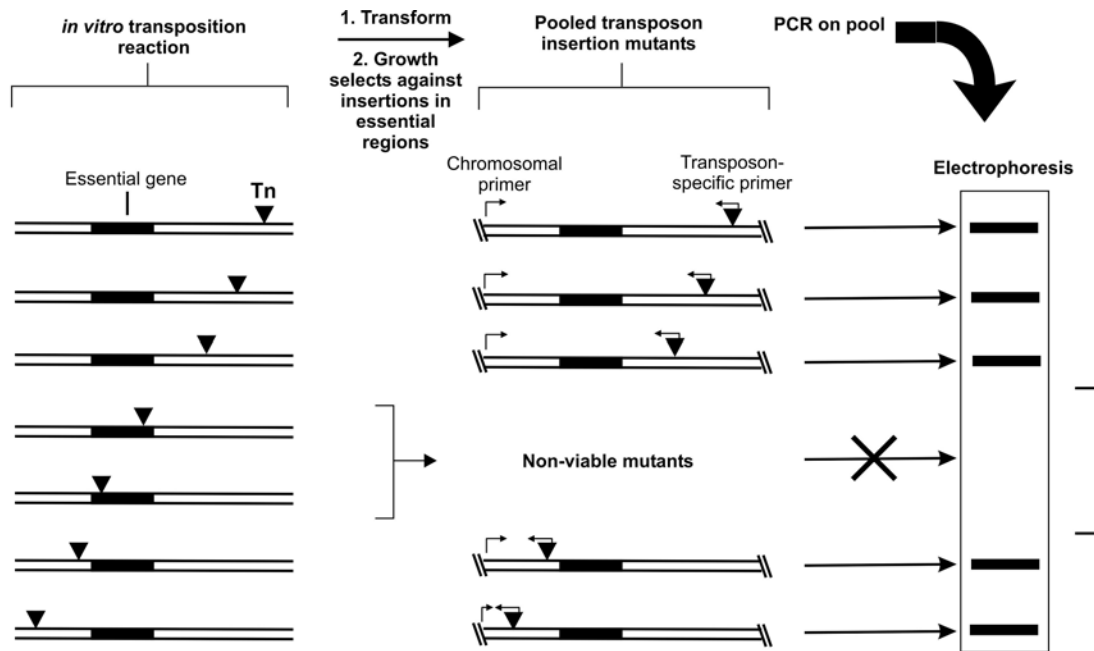 in vitro transposition
reaction
1. Transform
2. Growth
selects against
insertions in
essential
regions
Pooled transposon
insertion mutants
PCR on pool
Essential gene
Tn
Chromosomal
primer
Transposon-
specific primer
Electrophoresis
Non-viable mutants